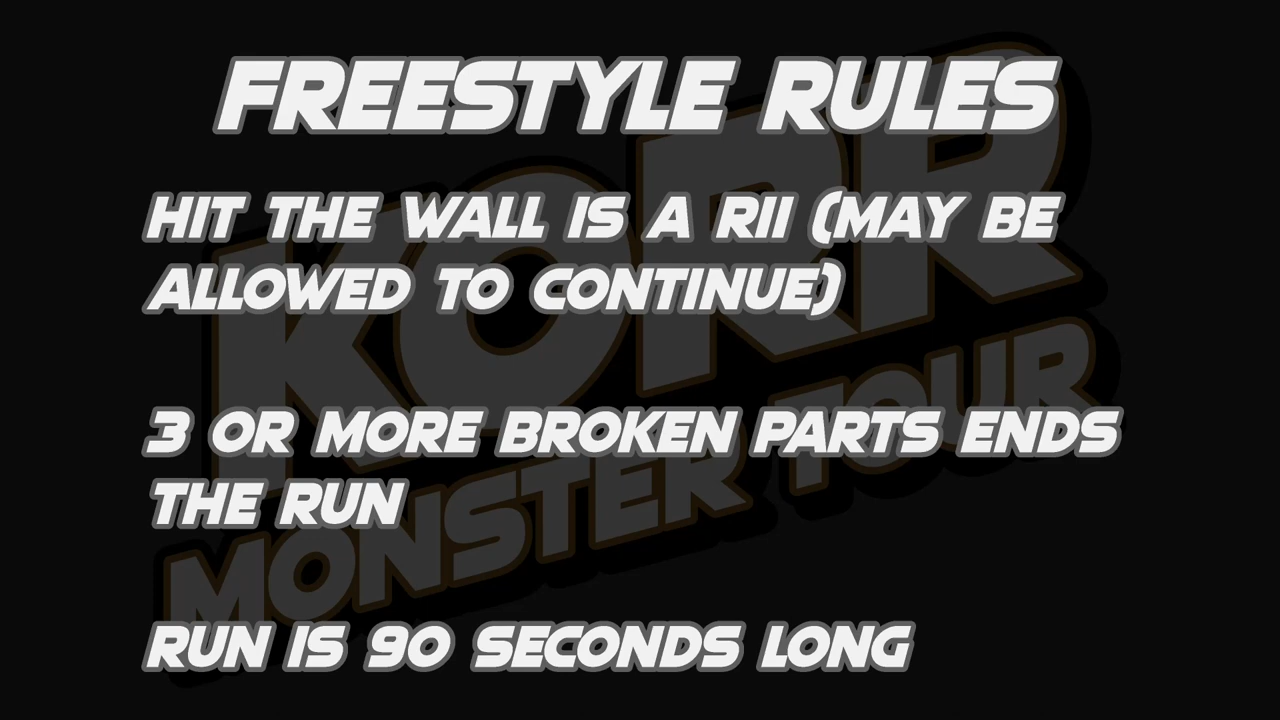 FREESTYLE RULES
HIT THE WALL IS A RII (MAY BE
ALLOWED TO CONTINUE)
3 OR MORE BROKEN PARTS ENDS
THE RUN
RUN IS 90 SECONDS LONG
KORR
MONSTER TOUR